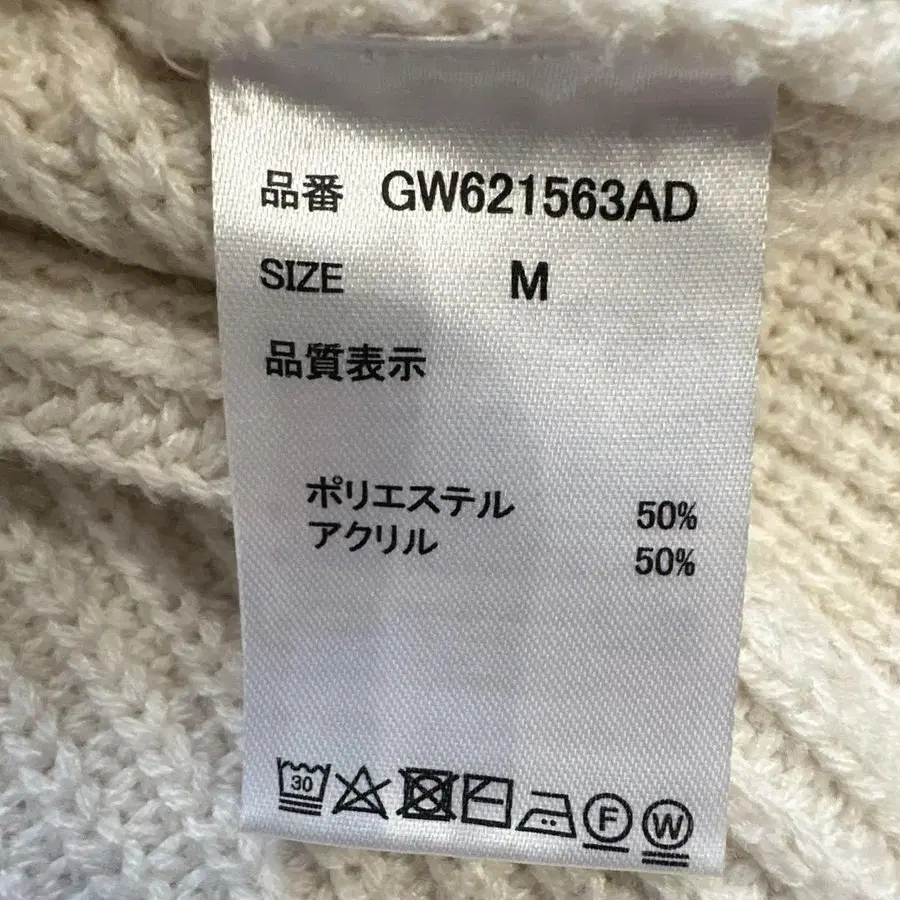 品番 GW621563AD
SIZE M
品質表示
ポリエステル 50%
アクリル 50%
30 F W